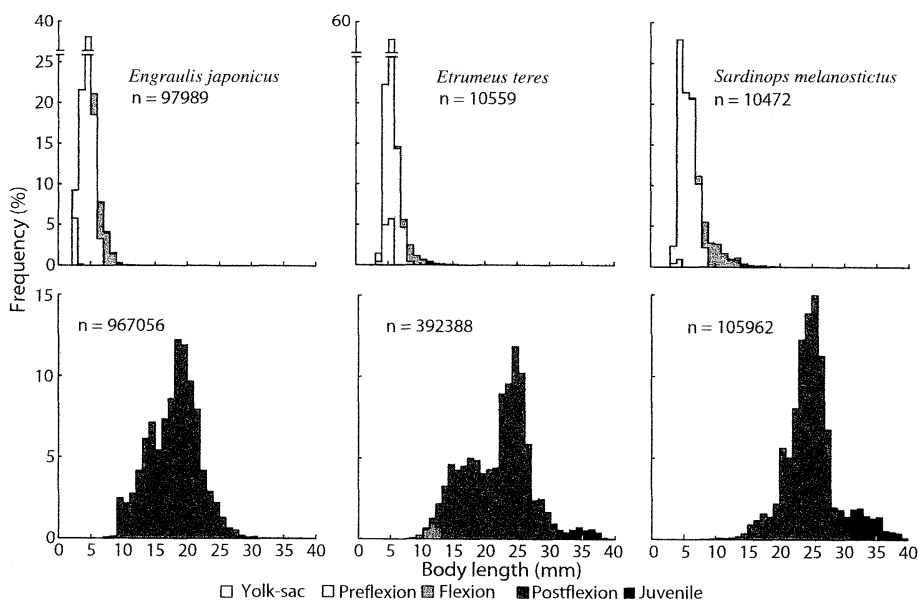 40
60
25
20
15
10
5
0
Engraulis japonicus
n = 97989
Etrumeus teres
n = 10559
Sardinops melanostictus
n = 10472
Frequency (%)
15
10
5
0
n = 967056
n = 392388
n = 105962
0 5 10 15 20 25 30 35 40
0 5 10 15 20 25 30 35 40
0 5 10 15 20 25 30 35 40
Body length (mm)
Yolk-sac Preflexion Flexion Postflexion Juvenile